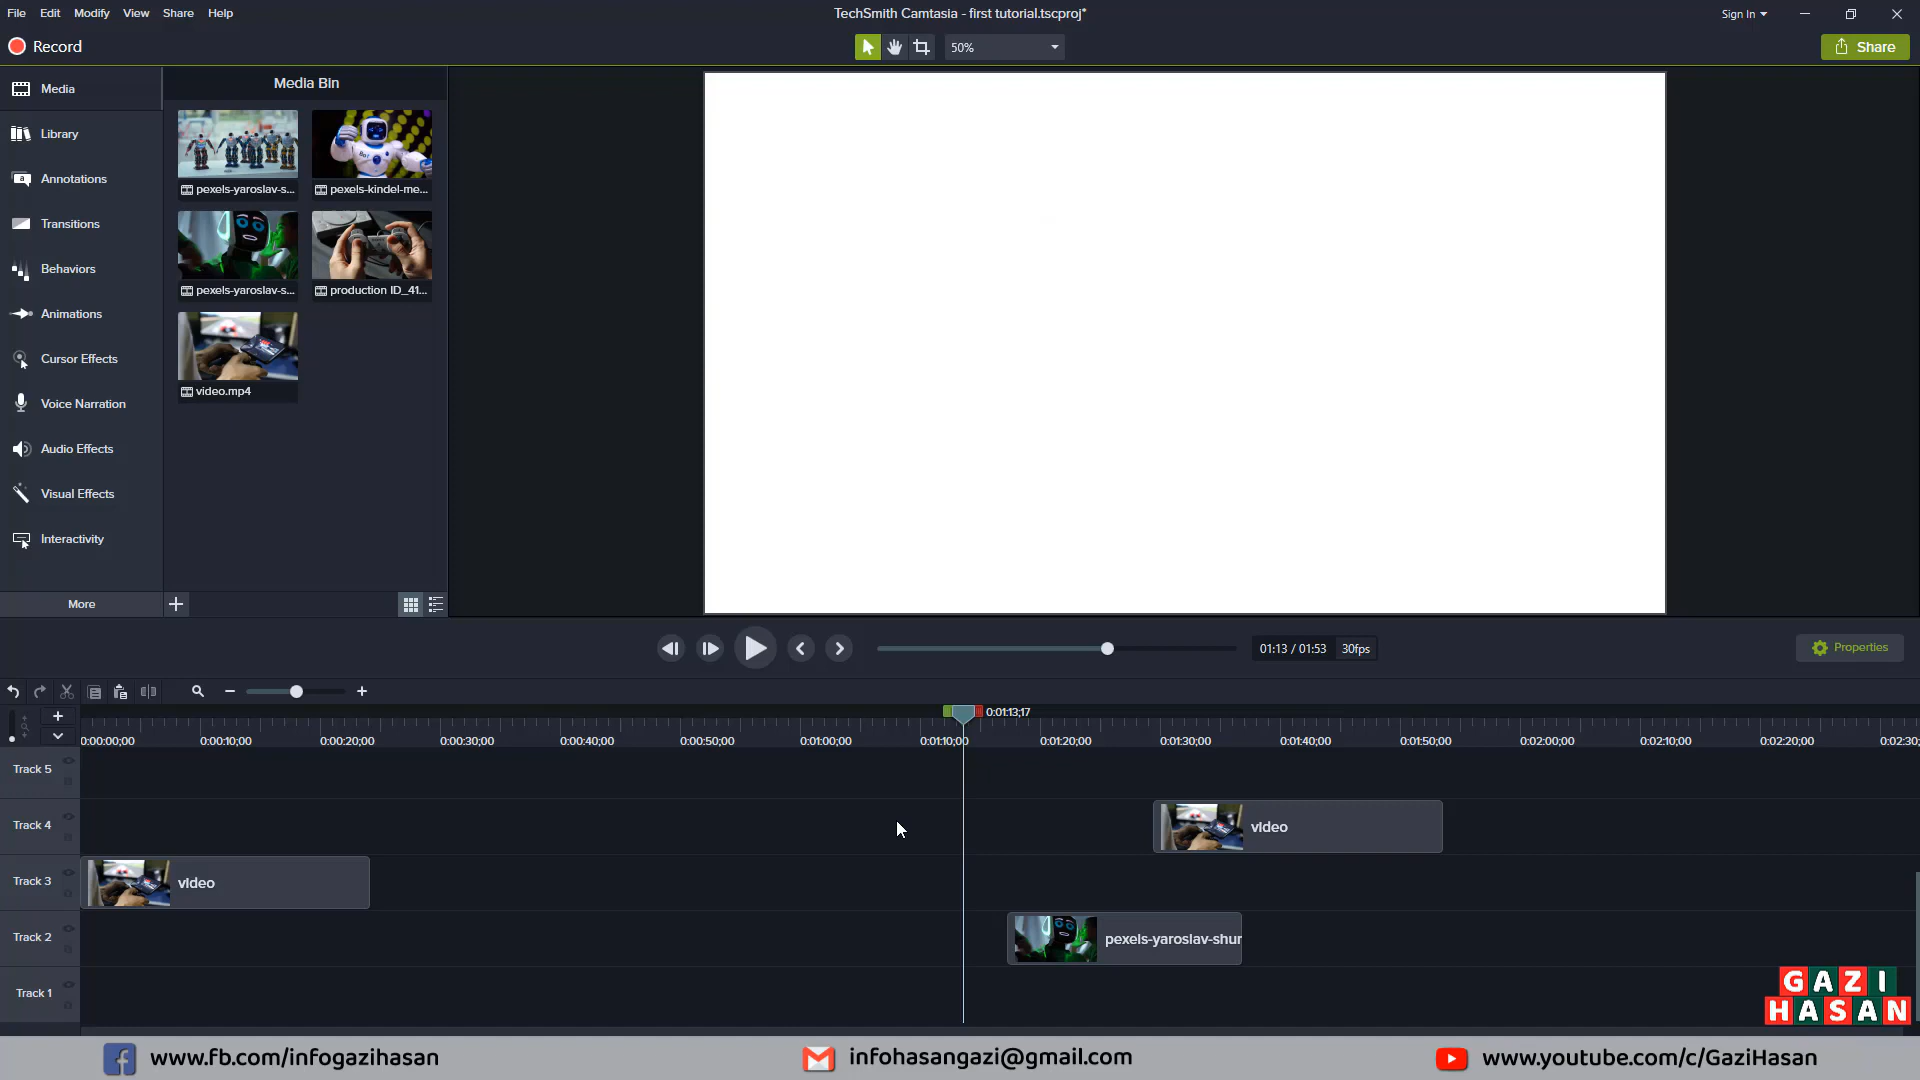 File Edit Modify View Share Help
TechSmith Camtasia - first tutorial.tscproj*
Sign In
Record
50%
Share
Media
Library
Annotations
Transitions
Behaviors
Animations
Cursor Effects
Voice Narration
Audio Effects
Visual Effects
Interactivity
More
Media Bin
pexels-yaroslav-s...
pexels-kindel-me...
pexels-yaroslav-s...
production ID_41...
video.mp4
01:13 / 01:53 30fps
Properties
0:01:13;17
0:00:00;00 0:00:10;00 0:00:20;00 0:00:30;00 0:00:40;00 0:00:50;00 0:01:00;00 0:01:10;00 0:01:20;00 0:01:30;00 0:01:40;00 0:01:50;00 0:02:00;00 0:02:10;00 0:02:20;00 0:02:30;
Track 5
Track 4
video
Track 3
video
Track 2
pexels-yaroslav-shur
Track 1
GAZI
HASAN
www.fb.com/infogazihasan
infohasangazi@gmail.com
www.youtube.com/c/GaziHasan